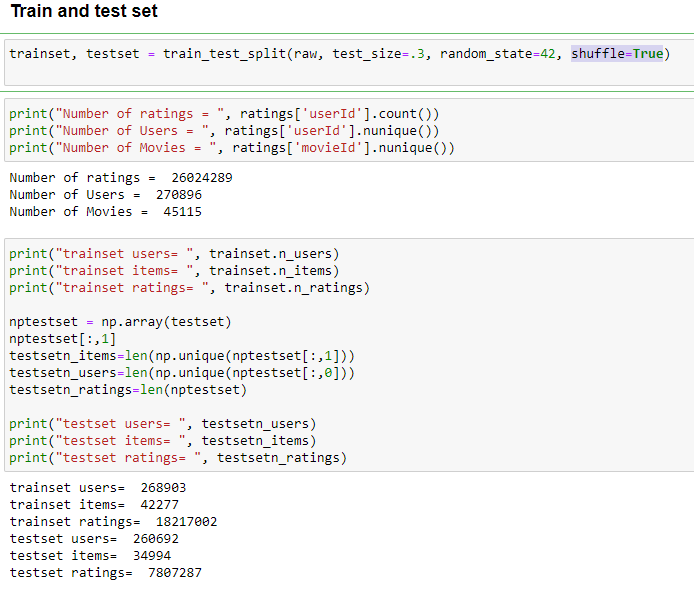 Train and test set
trainset, testset = train_test_split(raw, test_size=.3, random_state=42, shuffle=True)
print("Number of ratings = ", ratings['userId'].count())
print("Number of Users = ", ratings['userId'].nunique())
print("Number of Movies = ", ratings['movieId'].nunique())
Number of ratings =  26024289
Number of Users =  270896
Number of Movies =  45115
print("trainset users= ", trainset.n_users)
print("trainset items= ", trainset.n_items)
print("trainset ratings= ", trainset.n_ratings)
nptestset = np.array(testset)
nptestset[:,1]
testsetn_items=len(np.unique(nptestset[:,1]))
testsetn_users=len(np.unique(nptestset[:,0]))
testsetn_ratings=len(nptestset)
print("testset users= ", testsetn_users)
print("testset items= ", testsetn_items)
print("testset ratings= ", testsetn_ratings)
trainset users=  268903
trainset items=  42277
trainset ratings=  18217002
testset users=  260692
testset items=  34994
testset ratings=  7807287